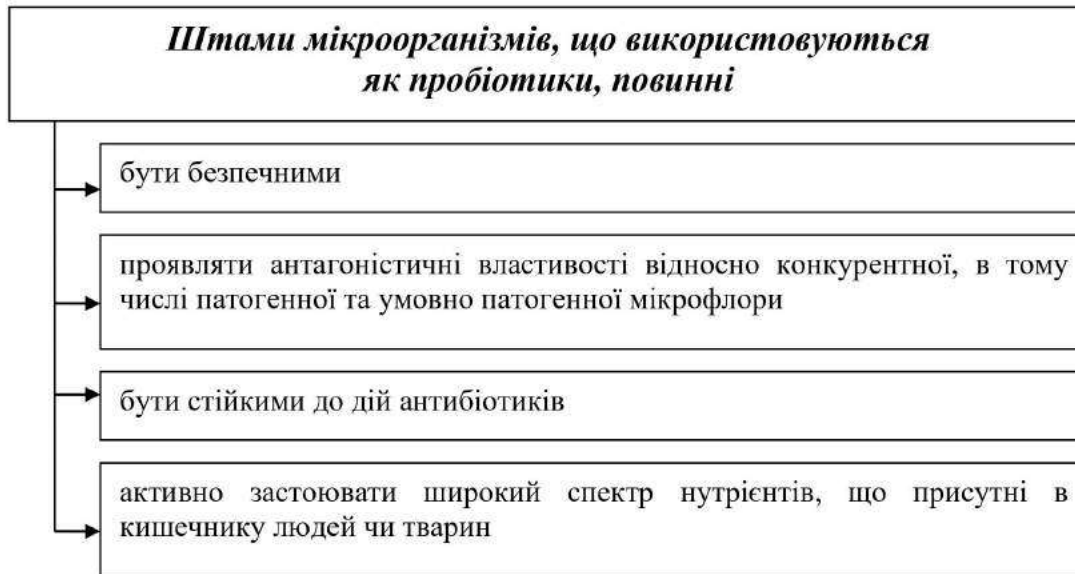 Штами мікроорганізмів, що використовуються
як пробіотики, повинні
бути безпечними
проявляти антагоністичні властивості відносно конкурентної, в тому
числі патогенної та умовно патогенної мікрофлори
бути стійкими до дій антибіотиків
активно застоювати широкий спектр нутрієнтів, що присутні в
кишечнику людей чи тварин